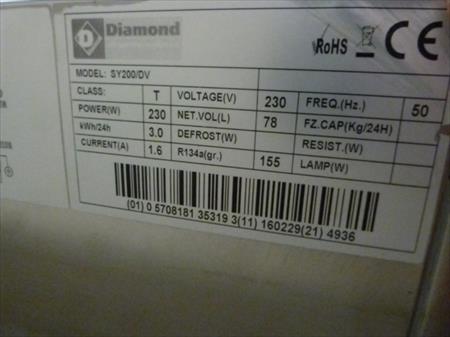 Diamond
RoHS CE
MODEL: SY200/DV
CLASS: T VOLTAGE(V) 230 FREQ.(Hz.) 50
POWER(W) 230 NET.VOL(L) 78 FZ.CAP(Kg/24H)
kWh/24h 3.0 DEFROST(W) RESIST.(W)
CURRENT(A) 1.6 R134a(gr.) 155 LAMP(W)
(01) 0 5708181 35319 3(11) 160229(21) 4936